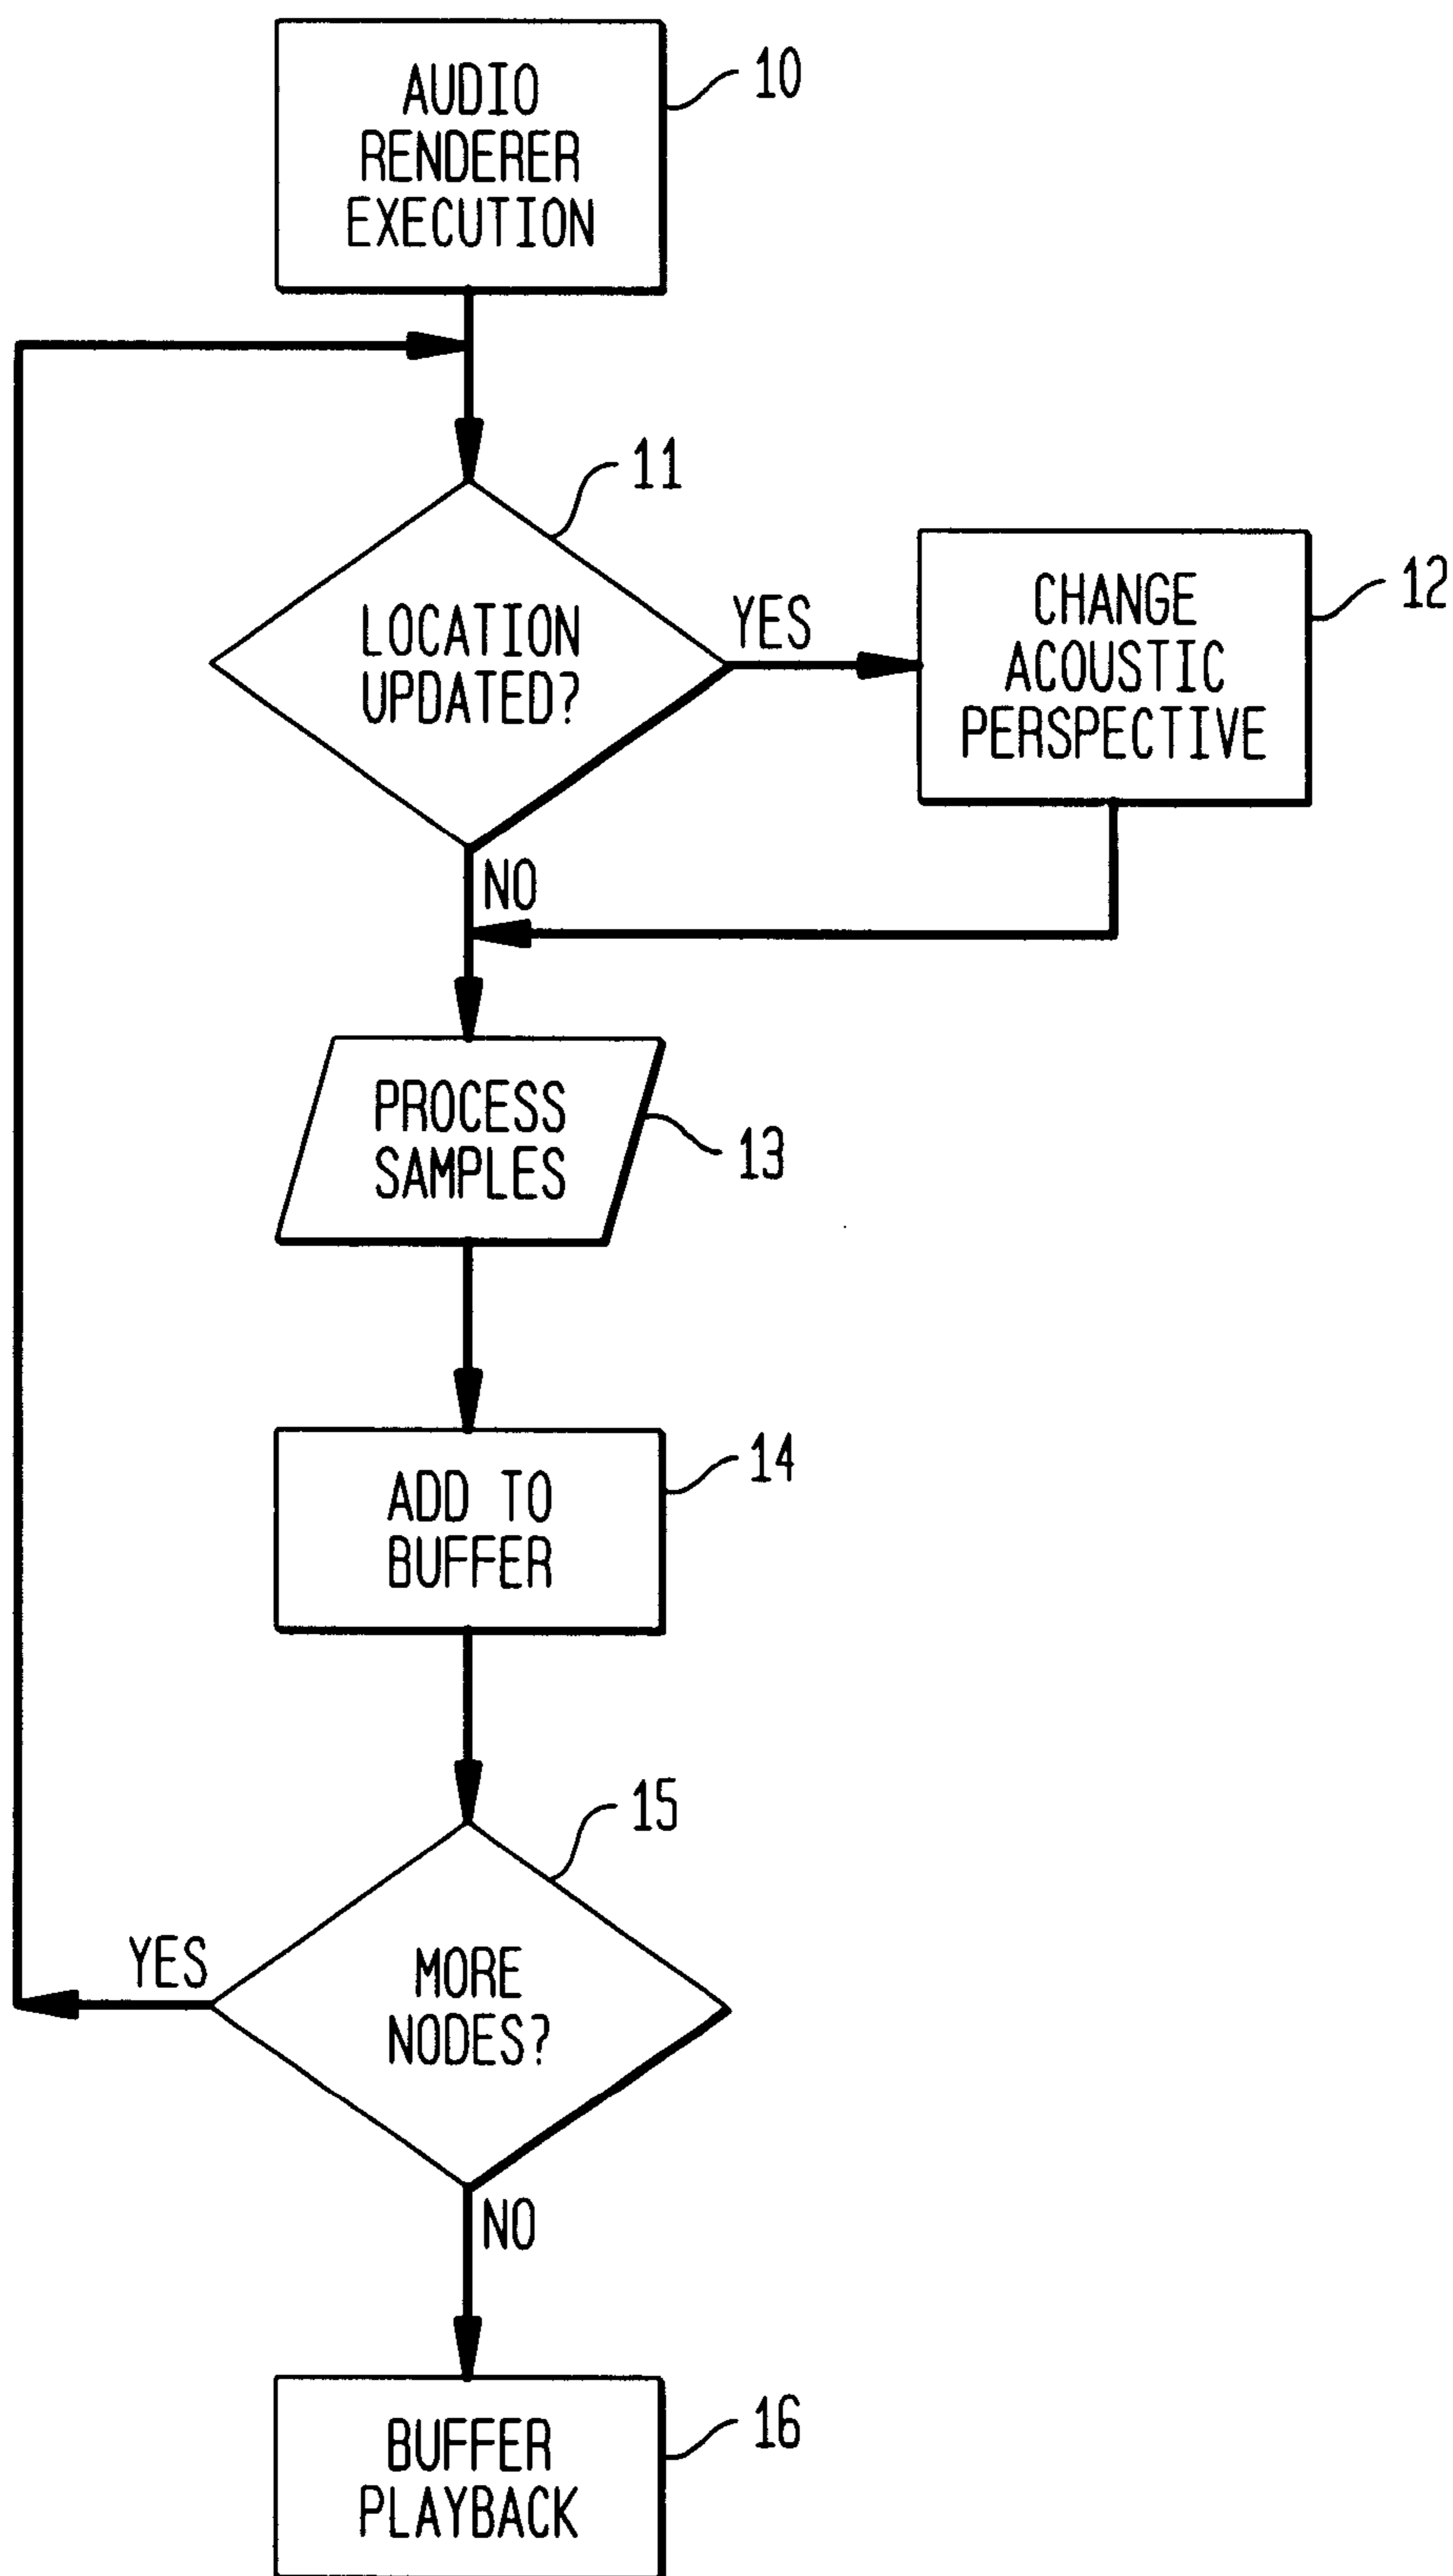 AUDIO
RENDERER
EXECUTION
10
LOCATION
UPDATED?
11
YES
NO
CHANGE
ACOUSTIC
PERSPECTIVE
12
PROCESS
SAMPLES
13
ADD TO
BUFFER
14
MORE
NODES?
15
YES
NO
BUFFER
PLAYBACK
16